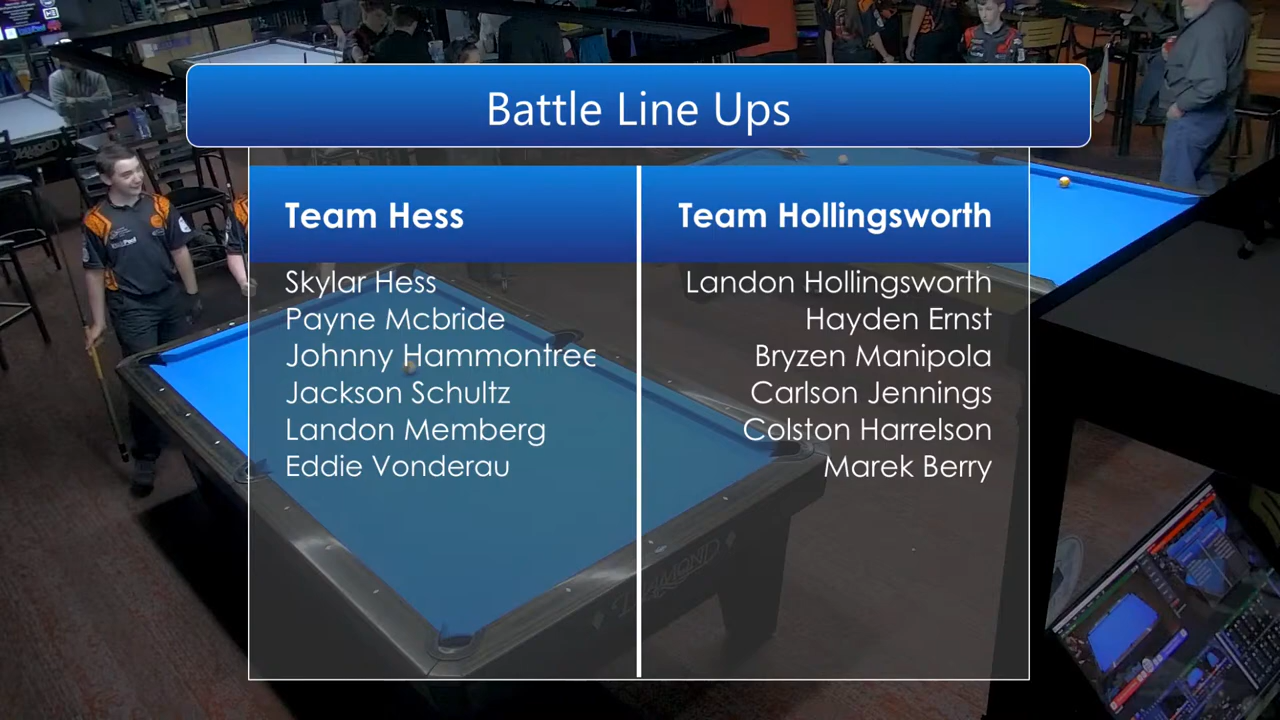 Battle Line Ups
Team Hess
Skylar Hess
Payne Mcbride
Johnny Hammontree
Jackson Schultz
Landon Memberg
Eddie Vonderau
Team Hollingsworth
Landon Hollingsworth
Hayden Ernst
Bryzen Manipola
Carlson Jennings
Colston Harrelson
Marek Berry
DIAMOND